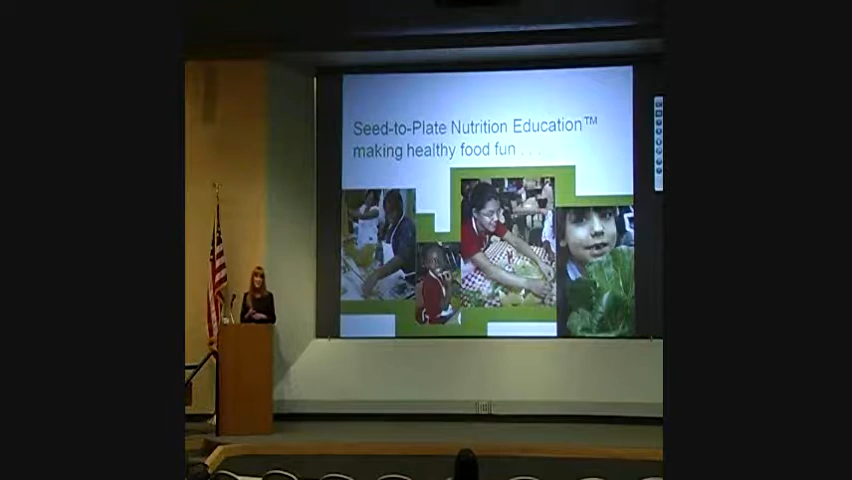 Seed-to-Plate Nutrition Education™
making healthy food fun . . .